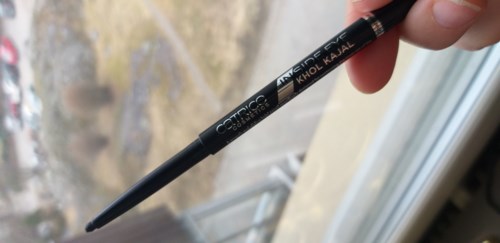 CATRICE
INSIDE EYE
KHOL KAJAL